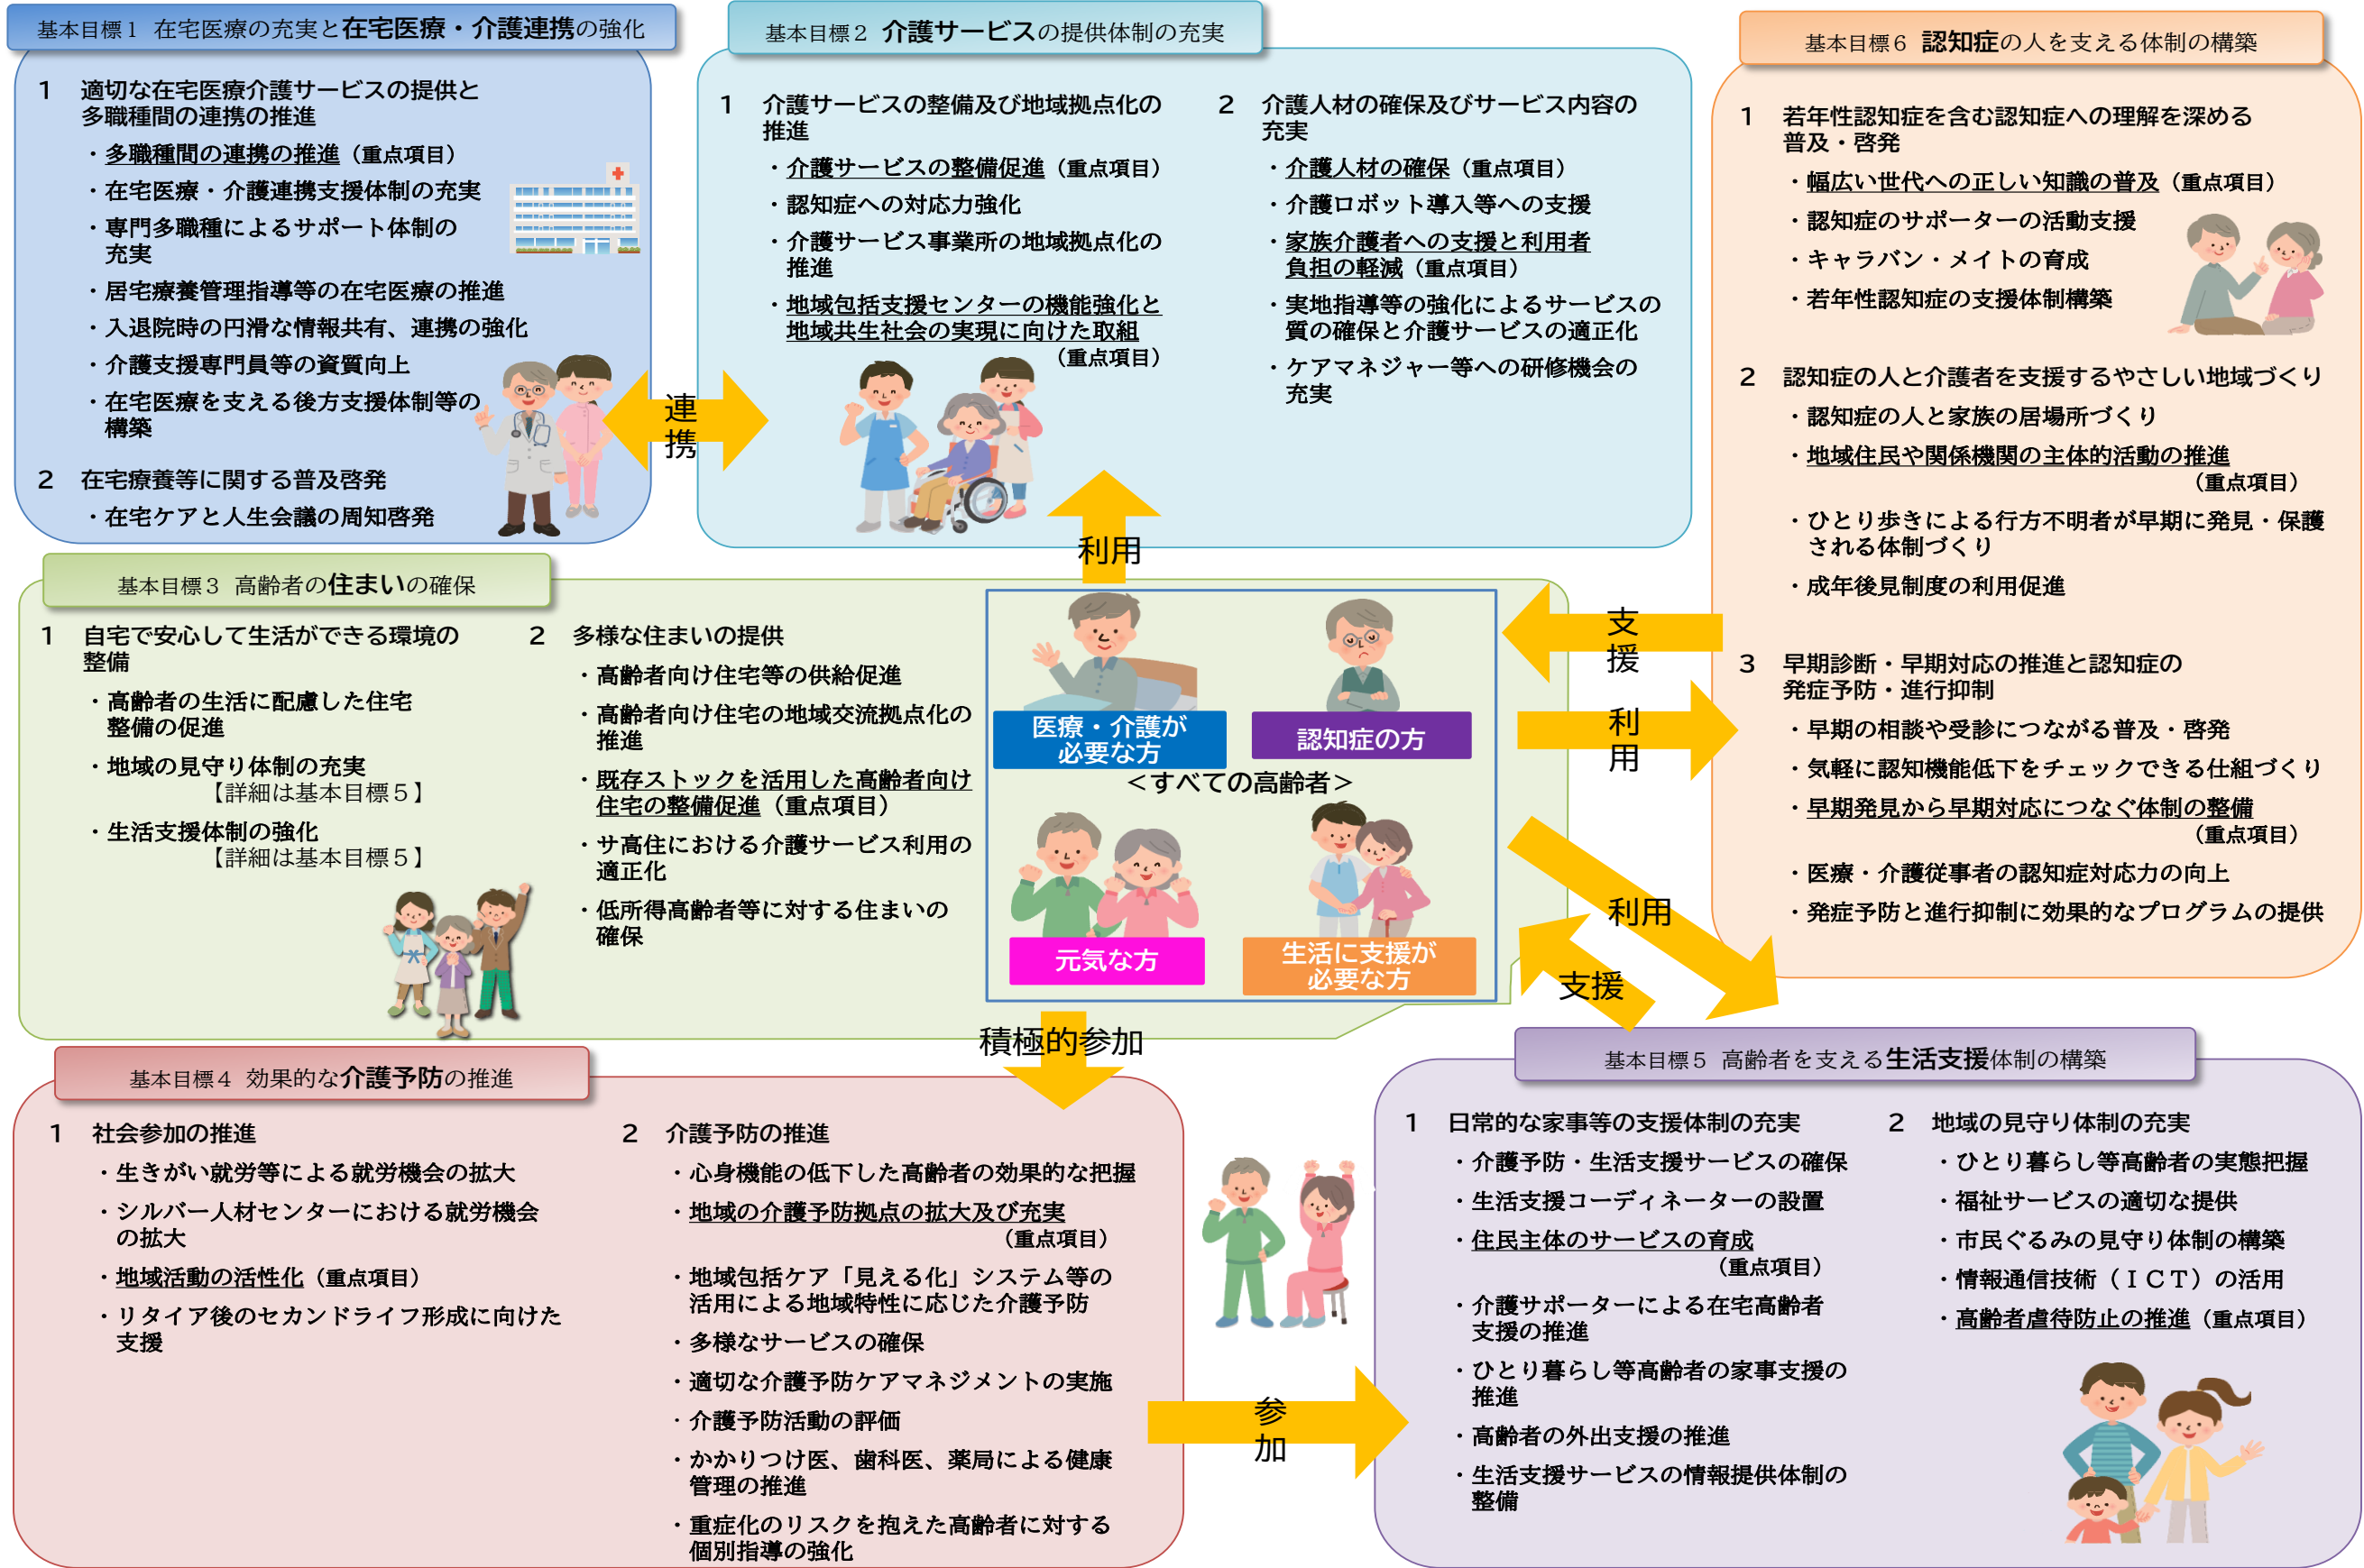 基本目標１ 在宅医療の充実と在宅医療・介護連携の強化
1 適切な在宅医療介護サービスの提供と
多職種間の連携の推進
・多職種間の連携の推進（重点項目）
・在宅医療・介護連携支援体制の充実
・専門多職種によるサポート体制の
充実
・居宅療養管理指導等の在宅医療の推進
・入退院時の円滑な情報共有、連携の強化
・介護支援専門員等の資質向上
・在宅医療を支える後方支援体制等の
構築
2 在宅療養等に関する普及啓発
・在宅ケアと人生会議の周知啓発
連
携
基本目標２ 介護サービスの提供体制の充実
1 介護サービスの整備及び地域拠点化の
推進
・介護サービスの整備促進（重点項目）
・認知症への対応力強化
・介護サービス事業所の地域拠点化の
推進
・地域包括支援センターの機能強化と
地域共生社会の実現に向けた取組
（重点項目）
2 介護人材の確保及びサービス内容の
充実
・介護人材の確保（重点項目）
・介護ロボット導入等への支援
・家族介護者への支援と利用者
負担の軽減（重点項目）
・実地指導等の強化によるサービスの
質の確保と介護サービスの適正化
・ケアマネジャー等への研修機会の
充実
利用
基本目標６ 認知症の人を支える体制の構築
1 若年性認知症を含む認知症への理解を深める
普及・啓発
・幅広い世代への正しい知識の普及（重点項目）
・認知症のサポーターの活動支援
・キャラバン・メイトの育成
・若年性認知症の支援体制構築
2 認知症の人と介護者を支援するやさしい地域づくり
・認知症の人と家族の居場所づくり
・地域住民や関係機関の主体的活動の推進
（重点項目）
・ひとり歩きによる行方不明者が早期に発見・保護
される体制づくり
・成年後見制度の利用促進
3 早期診断・早期対応の推進と認知症の
発症予防・進行抑制
・早期の相談や受診につながる普及・啓発
・気軽に認知機能低下をチェックできる仕組づくり
・早期発見から早期対応につなぐ体制の整備
（重点項目）
・医療・介護従事者の認知症対応力の向上
・発症予防と進行抑制に効果的なプログラムの提供
基本目標３ 高齢者の住まいの確保
1 自宅で安心して生活ができる環境の
整備
・高齢者の生活に配慮した住宅
整備の促進
・地域の見守り体制の充実
【詳細は基本目標５】
・生活支援体制の強化
【詳細は基本目標５】
2 多様な住まいの提供
・高齢者向け住宅等の供給促進
・高齢者向け住宅の地域交流拠点化の
推進
・既存ストックを活用した高齢者向け
住宅の整備促進（重点項目）
・サ高住における介護サービス利用の
適正化
・低所得高齢者等に対する住まいの
確保
医療・介護が
必要な方
認知症の方
＜すべての高齢者＞
元気な方
生活に支援が
必要な方
支
援
利
用
利用
支援
積極的参加
基本目標４ 効果的な介護予防の推進
1 社会参加の推進
・生きがい就労等による就労機会の拡大
・シルバー人材センターにおける就労機会
の拡大
・地域活動の活性化（重点項目）
・リタイア後のセカンドライフ形成に向けた
支援
2 介護予防の推進
・心身機能の低下した高齢者の効果的な把握
・地域の介護予防拠点の拡大及び充実
（重点項目）
・地域包括ケア「見える化」システム等の
活用による地域特性に応じた介護予防
・多様なサービスの確保
・適切な介護予防ケアマネジメントの実施
・介護予防活動の評価
・かかりつけ医、歯科医、薬局による健康
管理の推進
・重症化のリスクを抱えた高齢者に対する
個別指導の強化
参
加
基本目標５ 高齢者を支える生活支援体制の構築
1 日常的な家事等の支援体制の充実
・介護予防・生活支援サービスの確保
・生活支援コーディネーターの設置
・住民主体のサービスの育成
（重点項目）
・介護サポーターによる在宅高齢者
支援の推進
・ひとり暮らし等高齢者の家事支援の
推進
・高齢者の外出支援の推進
・生活支援サービスの情報提供体制の
整備
2 地域の見守り体制の充実
・ひとり暮らし等高齢者の実態把握
・福祉サービスの適切な提供
・市民ぐるみの見守り体制の構築
・情報通信技術（ＩＣＴ）の活用
・高齢者虐待防止の推進（重点項目）